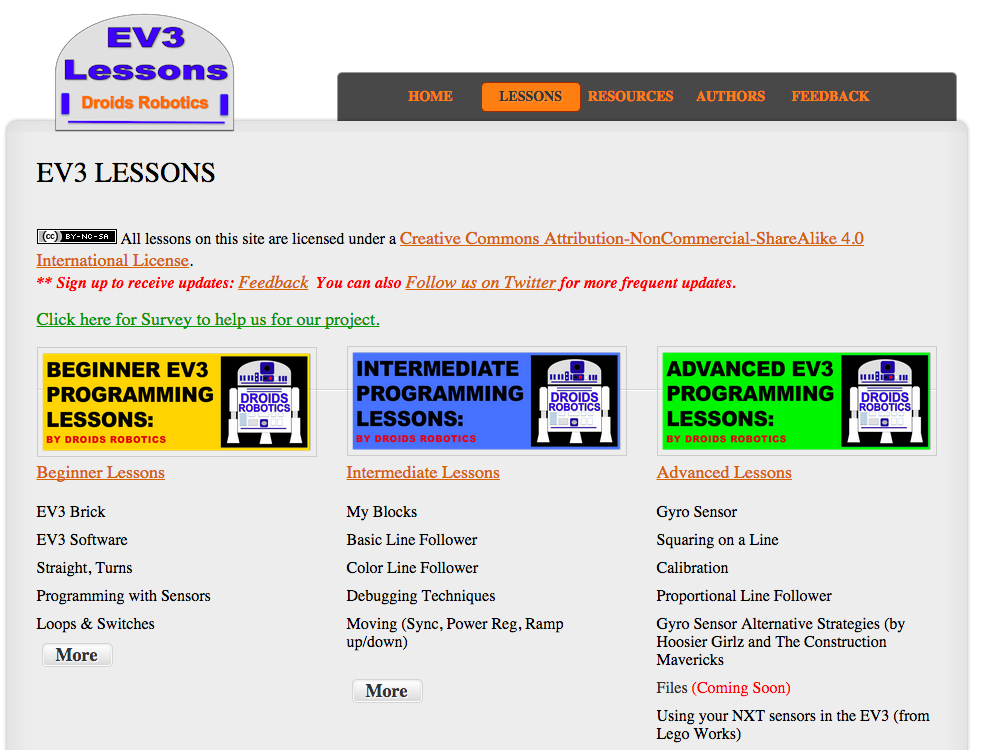 EV3
Lessons
Droids Robotics
HOME LESSONS RESOURCES AUTHORS FEEDBACK
EV3 LESSONS
(cc) BY-NC-SA All lessons on this site are licensed under a Creative Commons Attribution-NonCommercial-ShareAlike 4.0
International License.
** Sign up to receive updates: Feedback You can also Follow us on Twitter for more frequent updates.
Click here for Survey to help us for our project.
BEGINNER EV3
PROGRAMMING
LESSONS:
BY DROIDS ROBOTICS
DROIDS
ROBOTICS
Beginner Lessons
EV3 Brick
EV3 Software
Straight, Turns
Programming with Sensors
Loops & Switches
More
INTERMEDIATE
PROGRAMMING
LESSONS:
BY DROIDS ROBOTICS
DROIDS
ROBOTICS
Intermediate Lessons
My Blocks
Basic Line Follower
Color Line Follower
Debugging Techniques
Moving (Sync, Power Reg, Ramp
up/down)
More
ADVANCED EV3
PROGRAMMING
LESSONS:
BY DROIDS ROBOTICS
DROIDS
ROBOTICS
Advanced Lessons
Gyro Sensor
Squaring on a Line
Calibration
Proportional Line Follower
Gyro Sensor Alternative Strategies (by
Hoosier Girlz and The Construction
Mavericks
Files (Coming Soon)
Using your NXT sensors in the EV3 (from
Lego Works)